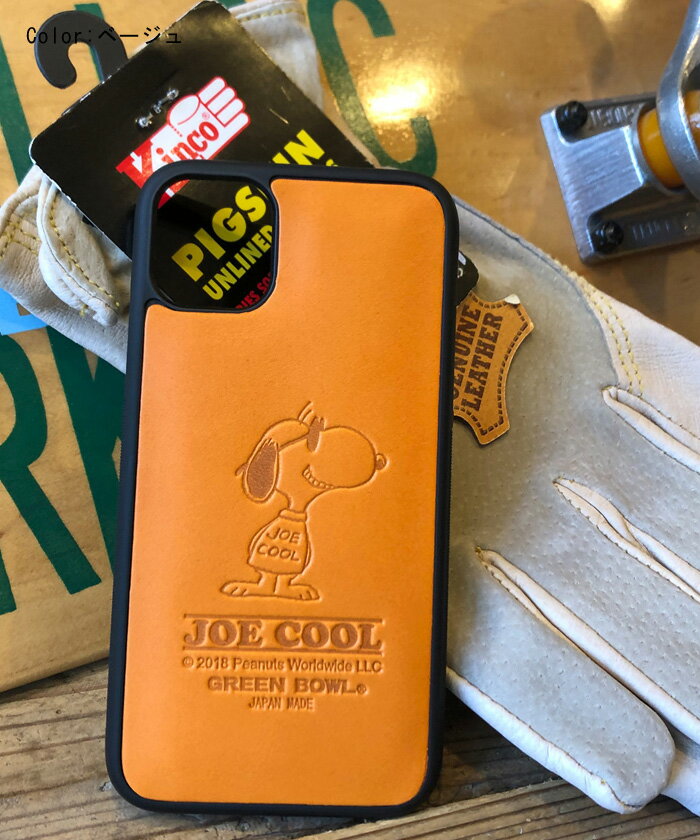 Color:ベージュ
Kinco
PIGS
UNLINED
JOE
COOL
JOE COOL
© 2018 Peanuts Worldwide LLC
GREEN BOWL®
JAPAN MADE
GENUINE
LEATHER